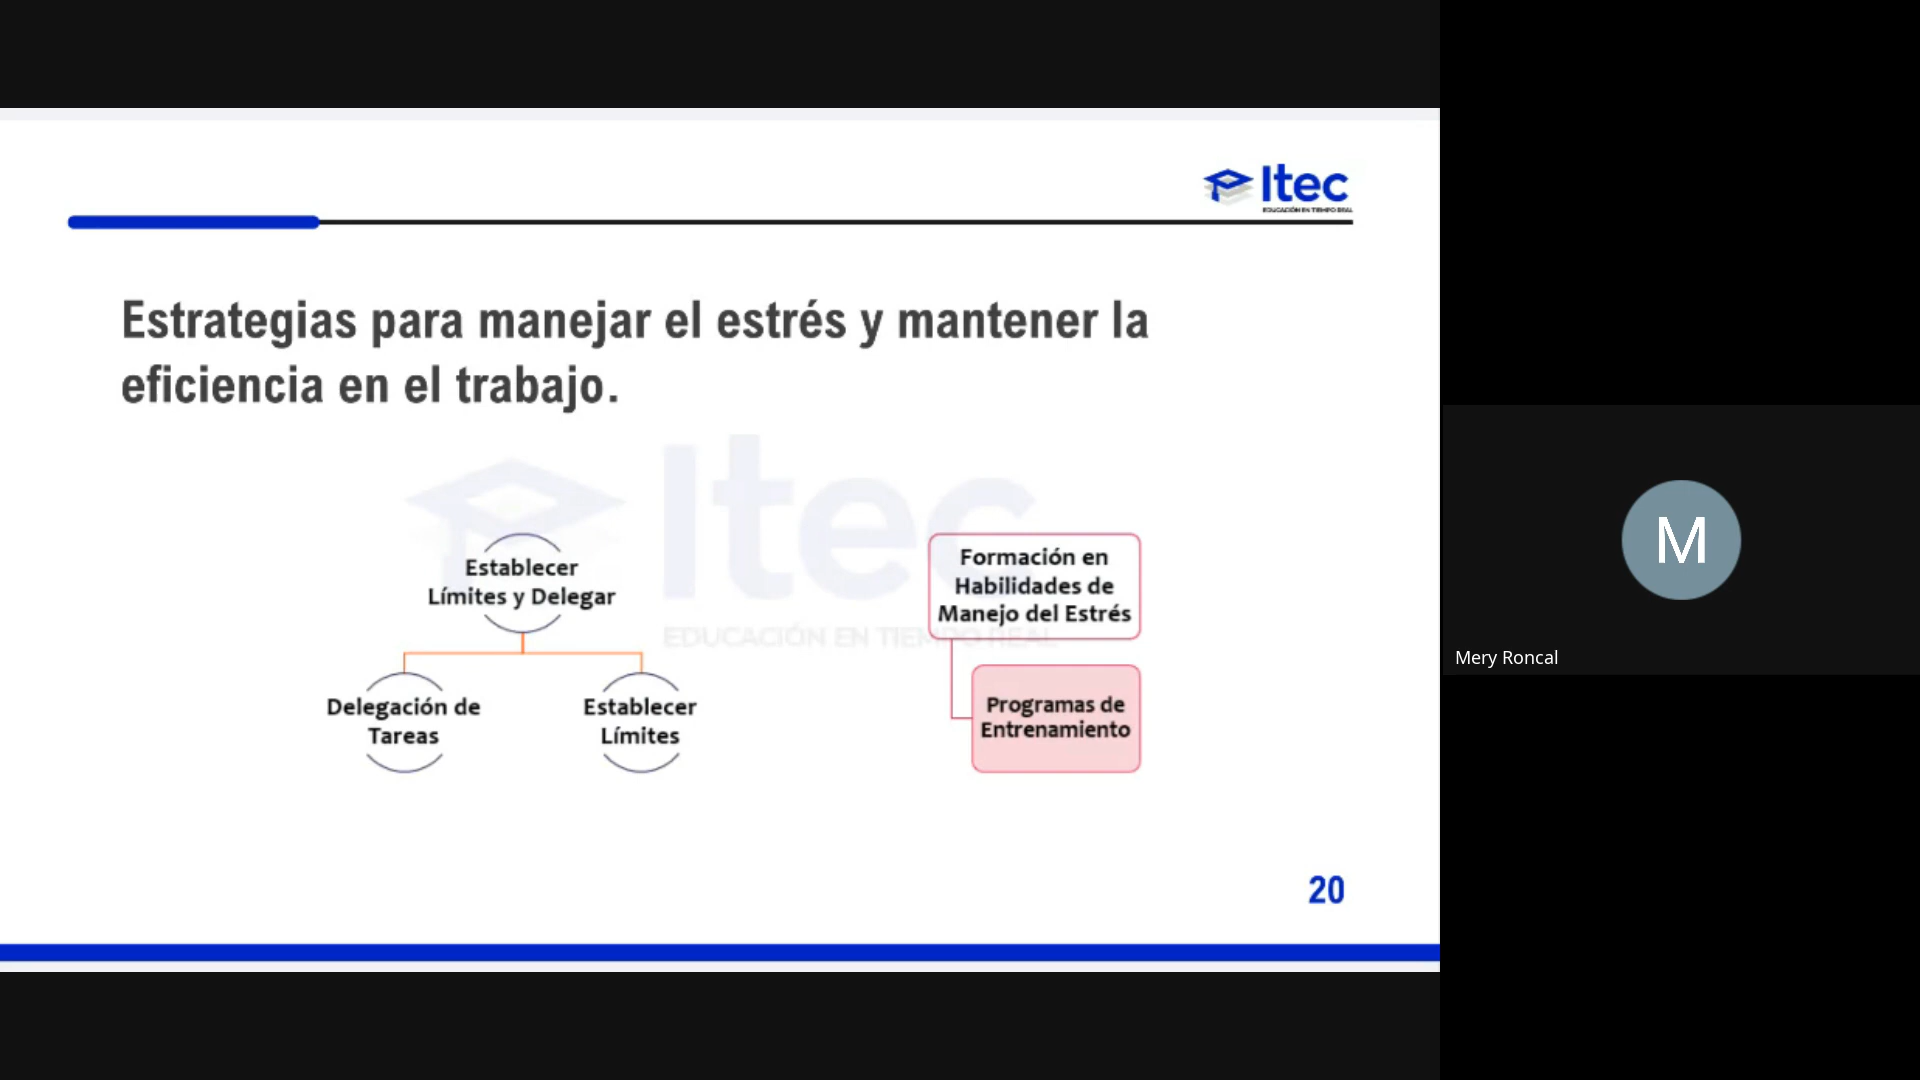 Itec
EDUCACIÓN EN TIEMPO REAL
Estrategias para manejar el estrés y mantener la
eficiencia en el trabajo.
Itec
EDUCACIÓN EN TIEMPO REAL
Establecer
Límites y Delegar
Delegación de
Tareas
Establecer
Límites
Formación en
Habilidades de
Manejo del Estrés
Programas de
Entrenamiento
20
M
Mery Roncal